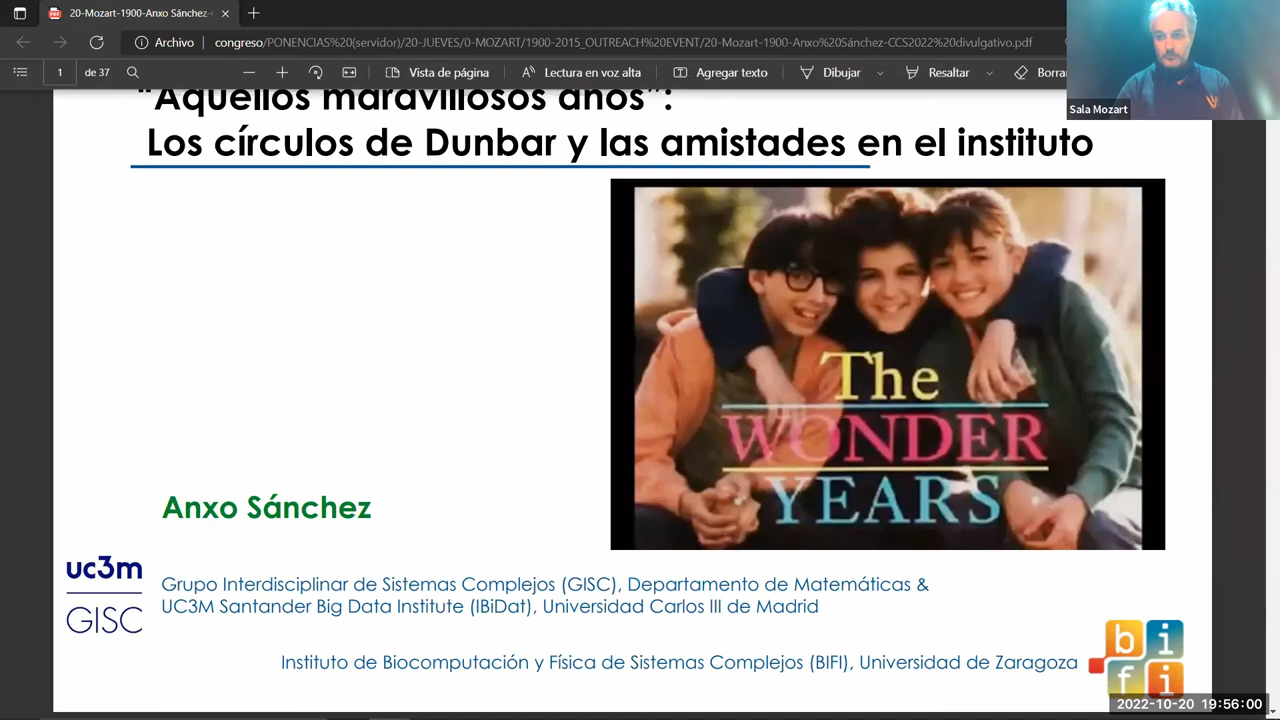 20-Mozart-1900-Anxo Sánchez-
Archivo
congreso/PONENCIAS%20(servidor)/20-JUEVES/0-MOZART/1900-2015_OUTREACH%20EVENT/20-Mozart-1900-Anxo%20Sánchez-CCS2022%20divulgativo.pdf
1 de 37
Vista de página
Lectura en voz alta
Agregar texto
Dibujar
Resaltar
Borrar
Sala Mozart
"Aquellos maravillosos años":
Los círculos de Dunbar y las amistades en el instituto
The
WONDER
YEARS
Anxo Sánchez
uc3m
GISC
Grupo Interdisciplinar de Sistemas Complejos (GISC), Departamento de Matemáticas &
UC3M Santander Big Data Institute (IBiDat), Universidad Carlos III de Madrid
Instituto de Biocomputación y Física de Sistemas Complejos (BIFI), Universidad de Zaragoza
bifi
2022-10-20 19:56:00